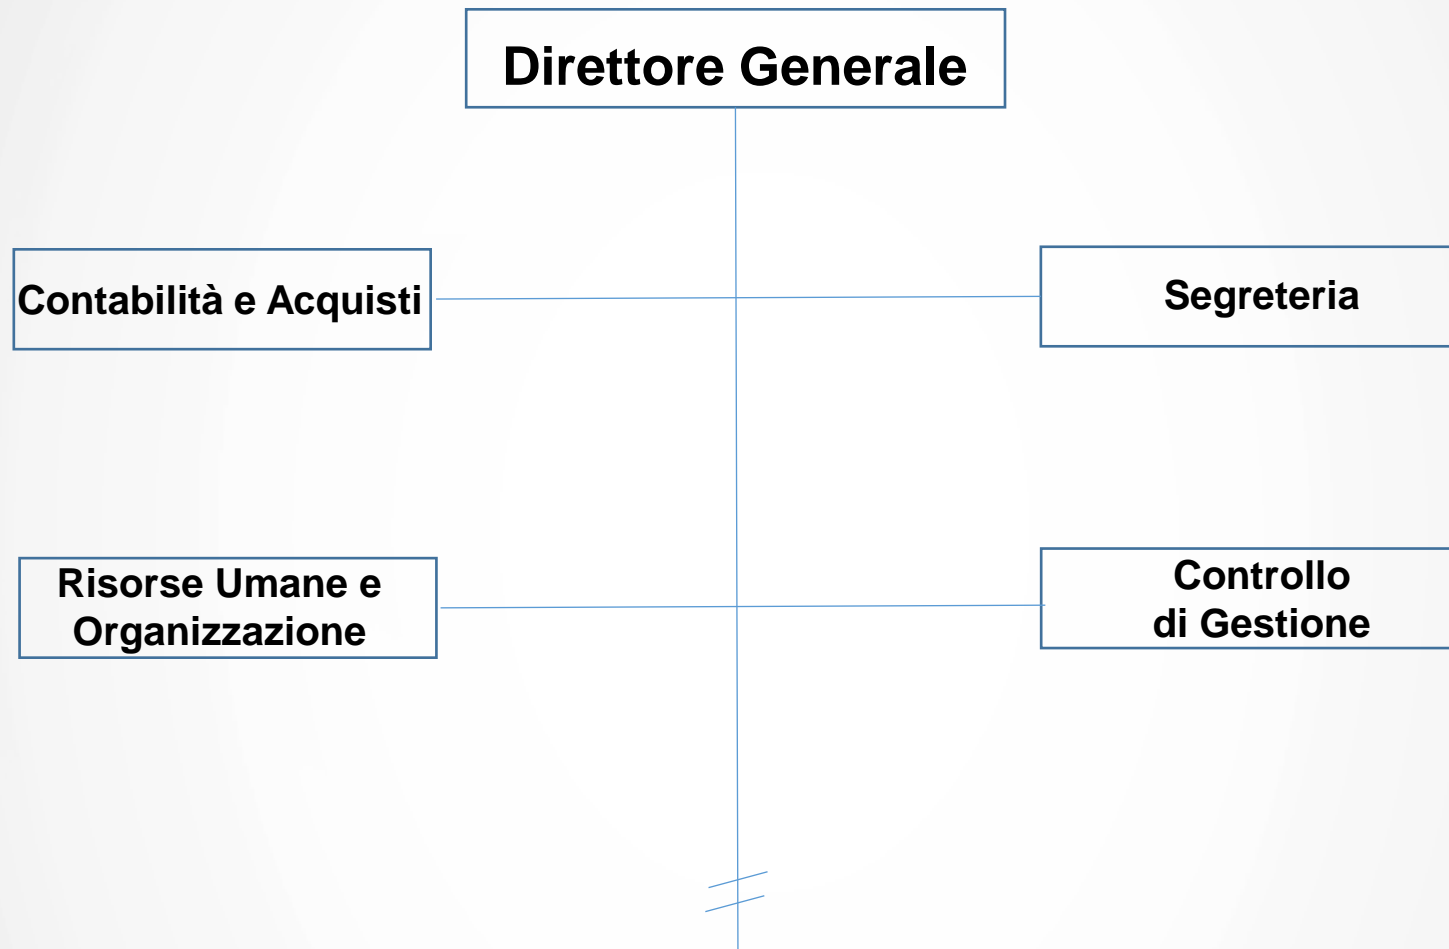 Direttore Generale
Contabilità e Acquisti
Segreteria
Risorse Umane e
Organizzazione
Controllo
di Gestione